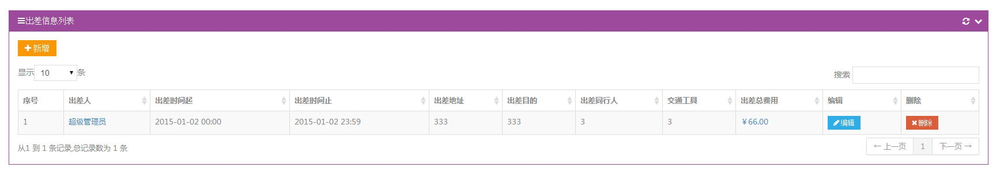 出差信息列表
新增
显示 10 条
搜索
序号 出差人 出差时间起 出差时间止 出差地址 出差目的 出差同行人 交通工具 出差总费用 编辑 删除
1 超级管理员 2015-01-02 00:00 2015-01-02 23:59 333 333 3 3 ￥66.00 编辑 删除
从1 到 1 条记录,总记录数为 1 条
← 上一页 1 下一页 →